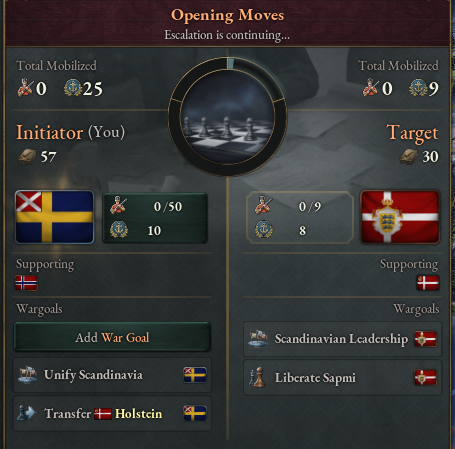 Opening Moves
Escalation is continuing...
Total Mobilized Total Mobilized
0 25 0 9
Initiator (You) Target
57 30
0/50 0/9
10 8
Supporting Supporting
Wargoals Wargoals
Add War Goal Scandinavian Leadership
Unify Scandinavia Liberate Sapmi
Transfer Holstein